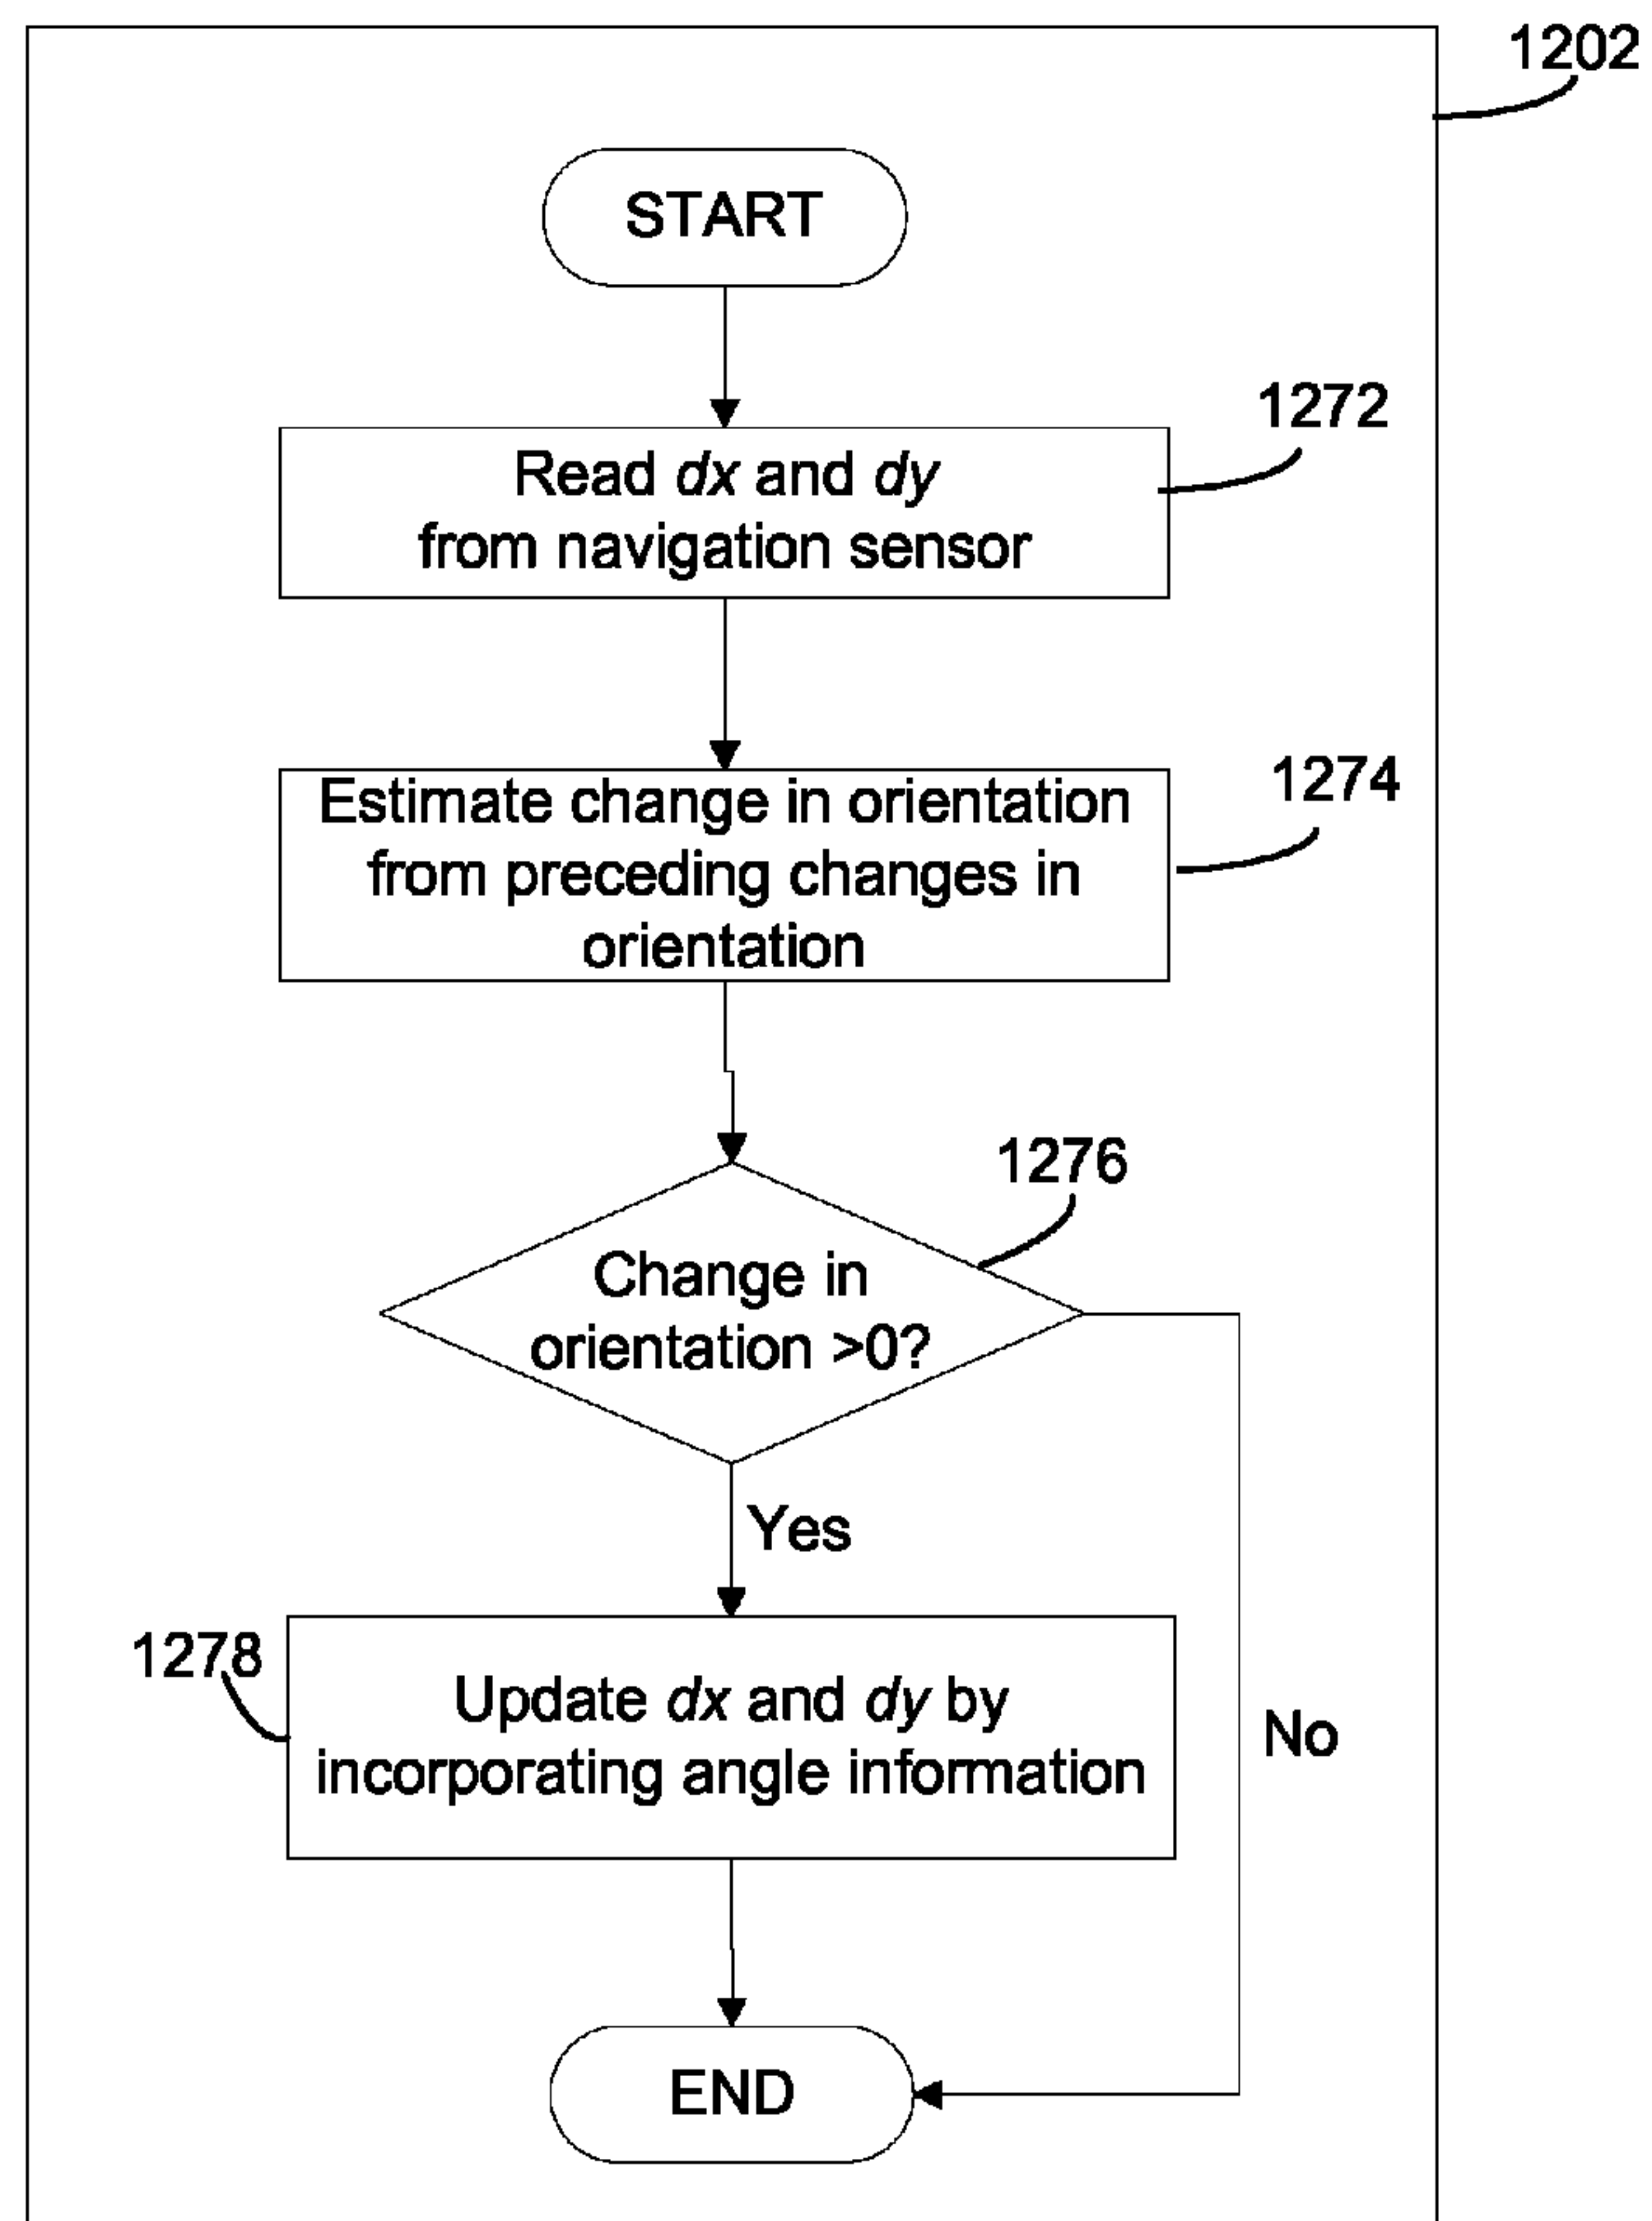 1202
START
1272
Read dx and dy
from navigation sensor
1274
Estimate change in orientation
from preceding changes in
orientation
1276
Change in
orientation >0?
Yes
1278
Update dx and dy by
incorporating angle information
No
END